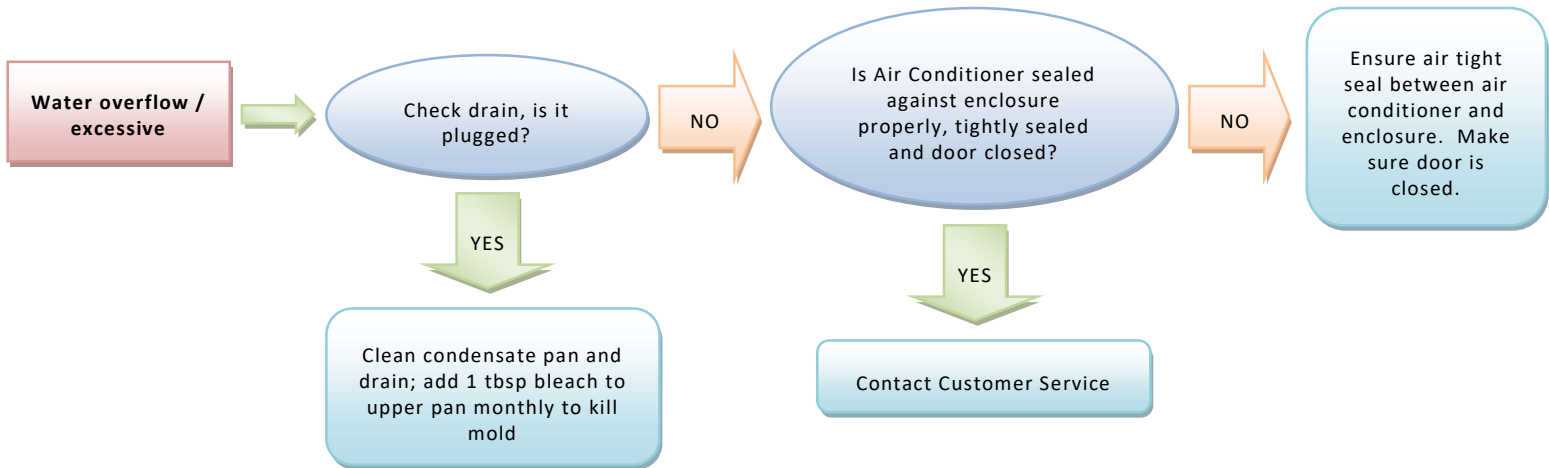 Water overflow /
excessive
Check drain, is it
plugged?
NO
Is Air Conditioner sealed
against enclosure
properly, tightly sealed
and door closed?
NO
Ensure air tight
seal between air
conditioner and
enclosure.  Make
sure door is
closed.
YES
Clean condensate pan and
drain; add 1 tbsp bleach to
upper pan monthly to kill
mold
YES
Contact Customer Service